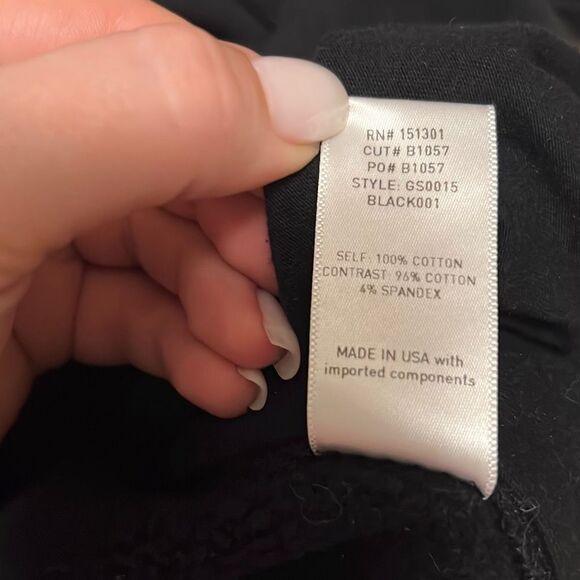 RN# 151301
CUT# B1057
PO# B1057
STYLE: GS0015
BLACK001
SELF: 100% COTTON
CONTRAST: 96% COTTON
4% SPANDEX
MADE IN USA with
imported components